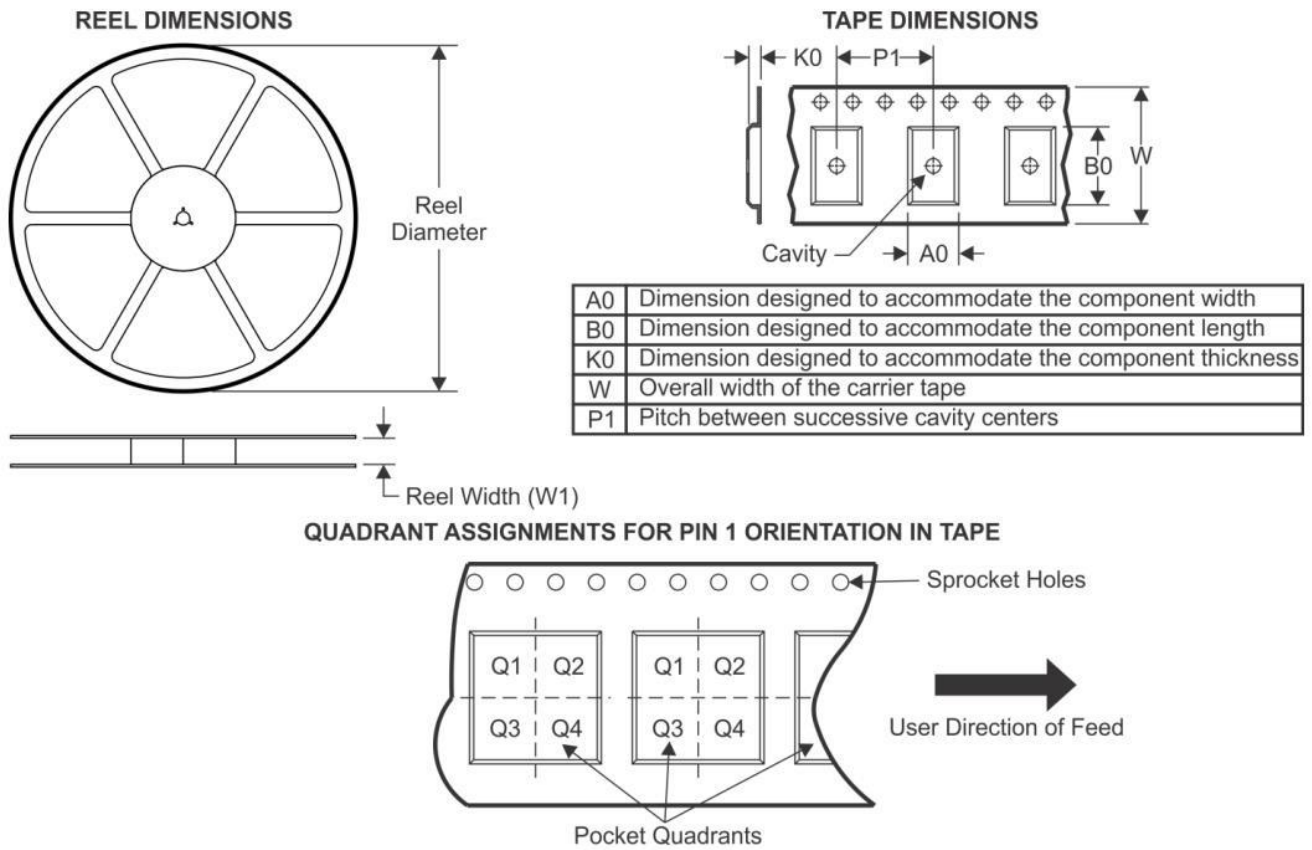 REEL DIMENSIONS
Reel
Diameter
Reel Width (W1)
TAPE DIMENSIONS
K0
P1
B0
W
Cavity
A0
A0 Dimension designed to accommodate the component width
B0 Dimension designed to accommodate the component length
K0 Dimension designed to accommodate the component thickness
W Overall width of the carrier tape
P1 Pitch between successive cavity centers
QUADRANT ASSIGNMENTS FOR PIN 1 ORIENTATION IN TAPE
Sprocket Holes
Q1 Q2 Q1 Q2
Q3 Q4 Q3 Q4
User Direction of Feed
Pocket Quadrants